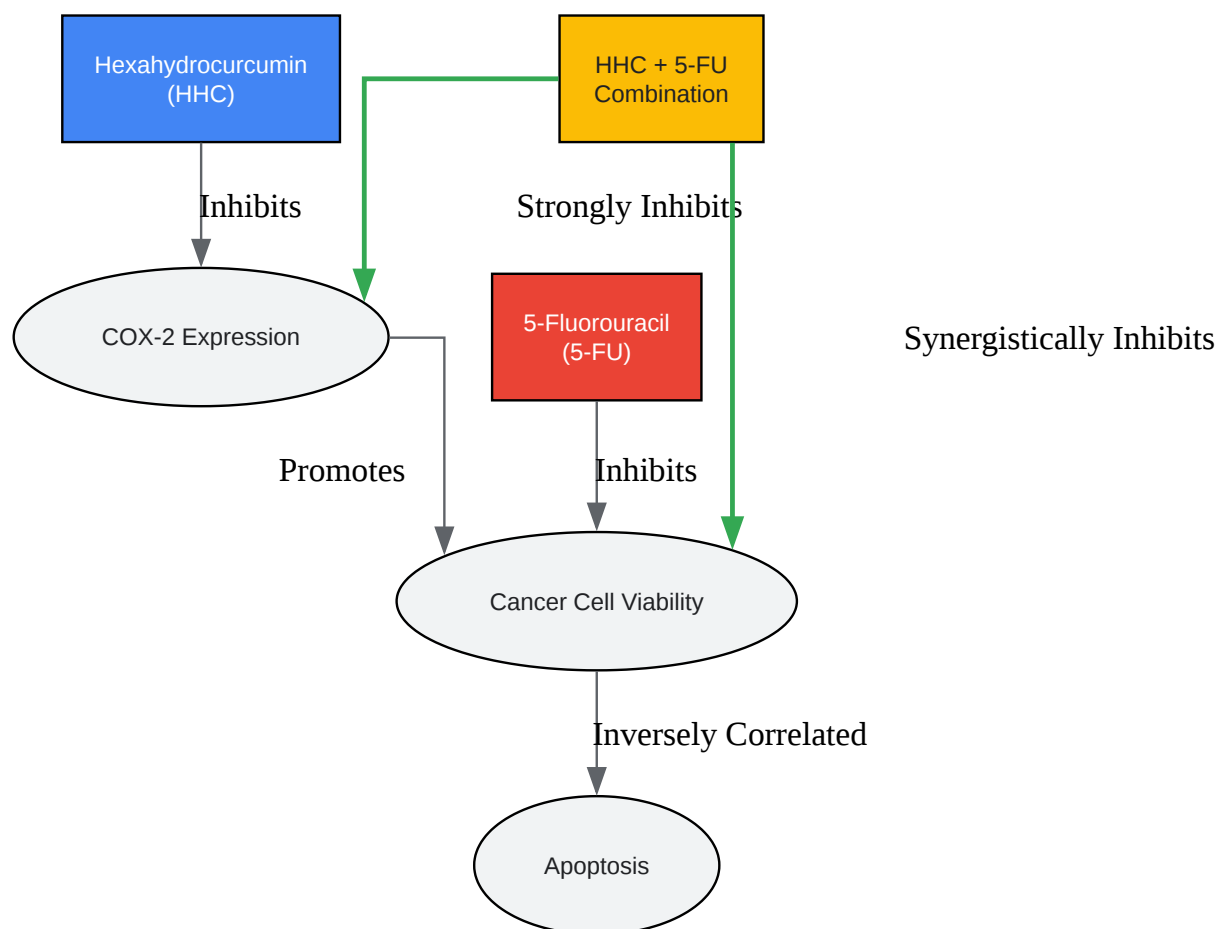 Hexahydrocurcumin
(HHC)
HHC + 5-FU
Combination
Inhibits
Strongly Inhibits
COX-2 Expression
5-Fluorouracil
(5-FU)
Synergistically Inhibits
Promotes
Inhibits
Cancer Cell Viability
Inversely Correlated
Apoptosis